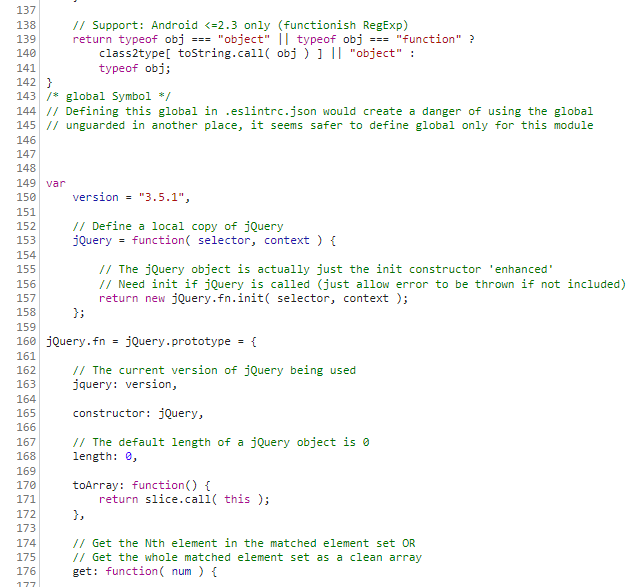 137
138 // Support: Android <=2.3 only (functionish RegExp)
139 return typeof obj === "object" || typeof obj === "function" ?
140 class2type[ toString.call( obj ) ] || "object" :
141 typeof obj;
142 }
143 /* global Symbol */
144 // Defining this global in .eslintrc.json would create a danger of using the global
145 // unguarded in another place, it seems safer to define global only for this module
146
147
148
149 var
150 version = "3.5.1",
151
152 // Define a local copy of jQuery
153 jQuery = function( selector, context ) {
154
155 // The jQuery object is actually just the init constructor 'enhanced'
156 // Need init if jQuery is called (just allow error to be thrown if not included)
157 return new jQuery.fn.init( selector, context );
158 };
159
160 jQuery.fn = jQuery.prototype = {
161
162 // The current version of jQuery being used
163 jquery: version,
164
165 constructor: jQuery,
166
167 // The default length of a jQuery object is 0
168 length: 0,
169
170 toArray: function() {
171 return slice.call( this );
172 },
173
174 // Get the Nth element in the matched element set OR
175 // Get the whole matched element set as a clean array
176 get: function( num ) {
177